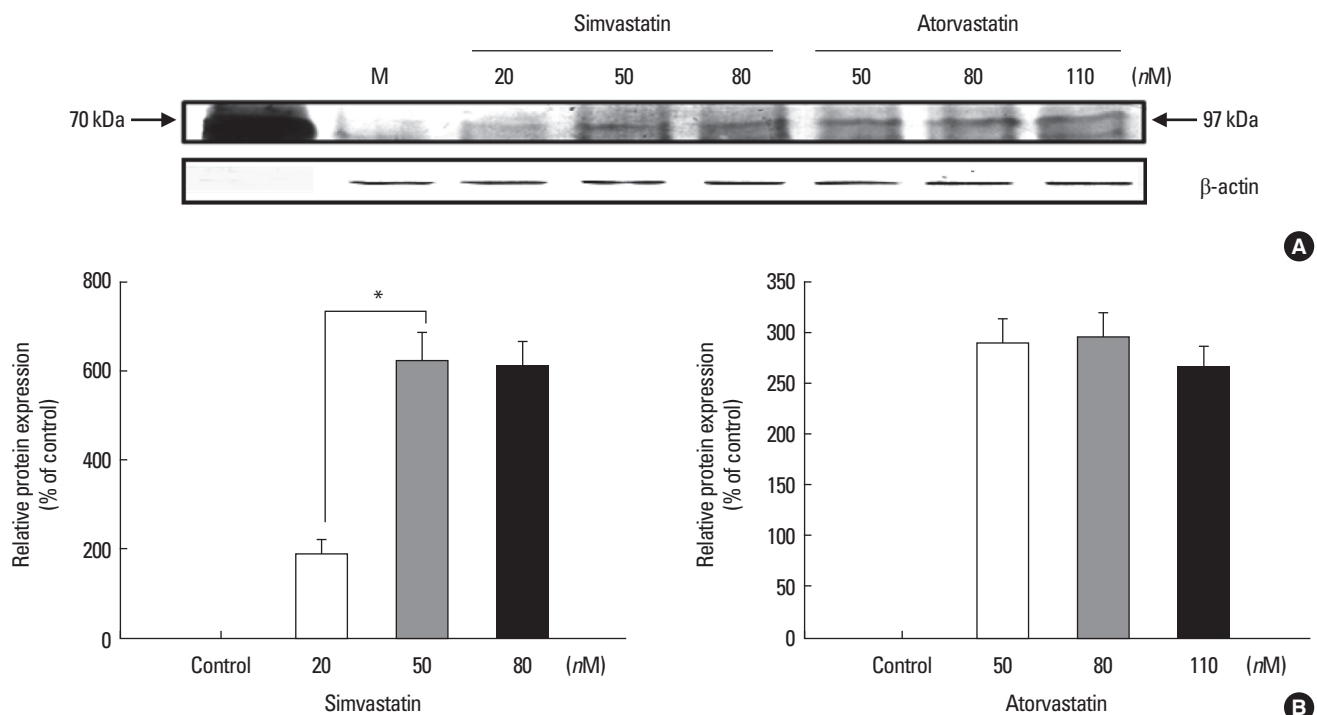 Simvastatin Atorvastatin
M 20 50 80 50 80 110 (nM)
70 kDa 97 kDa
β-actin
A
Relative protein expression
(% of control)
800
600
400
200
0
*
Control 20 50 80 (nM)
Simvastatin
Relative protein expression
(% of control)
350
300
250
200
150
100
50
0
Control 50 80 110 (nM)
Atorvastatin
B